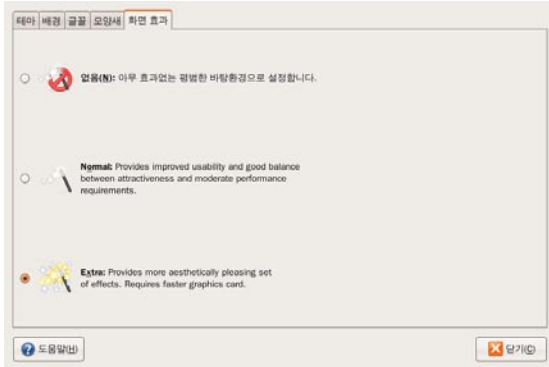 테마 배경 글꼴 모양새 화면 효과
없음(N): 아무 효과없는 평범한 바탕환경으로 설정합니다.
Normal: Provides improved usability and good balance
between attractiveness and moderate performance
requirements.
Extra: Provides more aesthetically pleasing set
of effects. Requires faster graphics card.
도움말(H) 닫기(C)